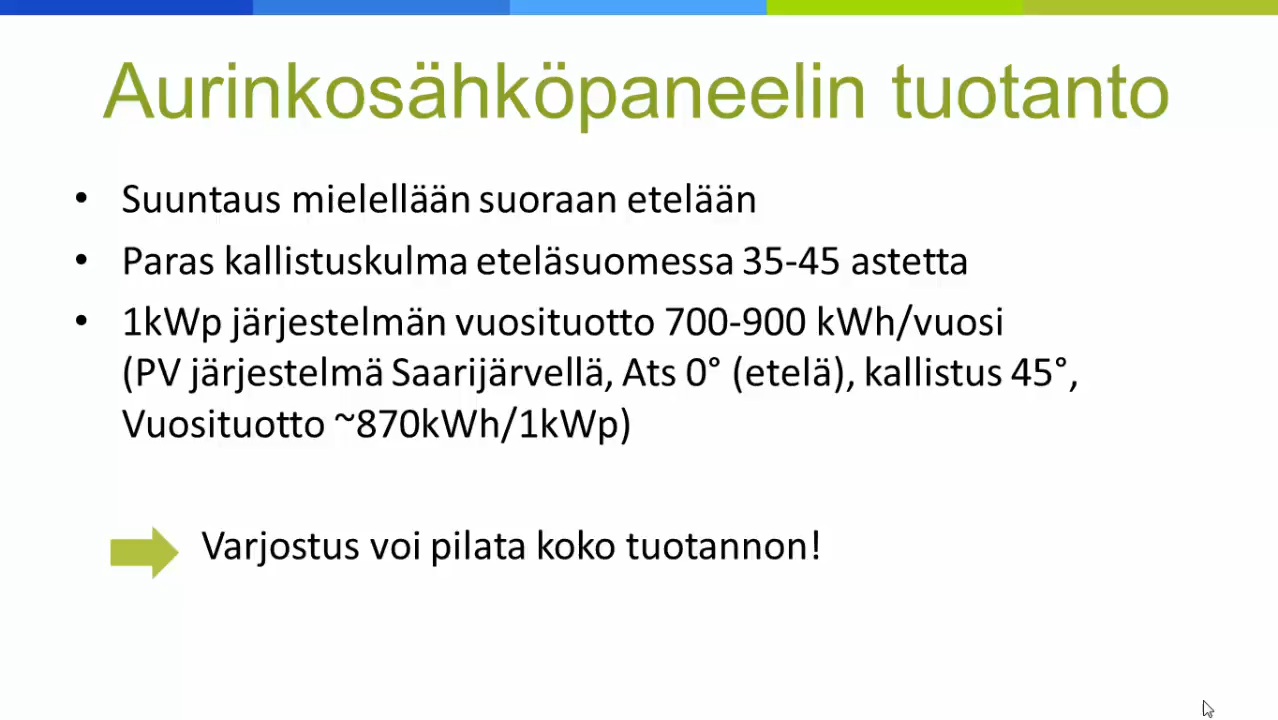 Aurinkosähköpaneelin tuotanto
• Suuntaus mielellään suoraan etelään
• Paras kallistuskulma eteläsuomessa 35-45 astetta
• 1kWp järjestelmän vuosituotto 700-900 kWh/vuosi
(PV järjestelmä Saarijärvellä, Ats 0° (etelä), kallistus 45°,
Vuosituotto ~870kWh/1kWp)
Varjostus voi pilata koko tuotannon!